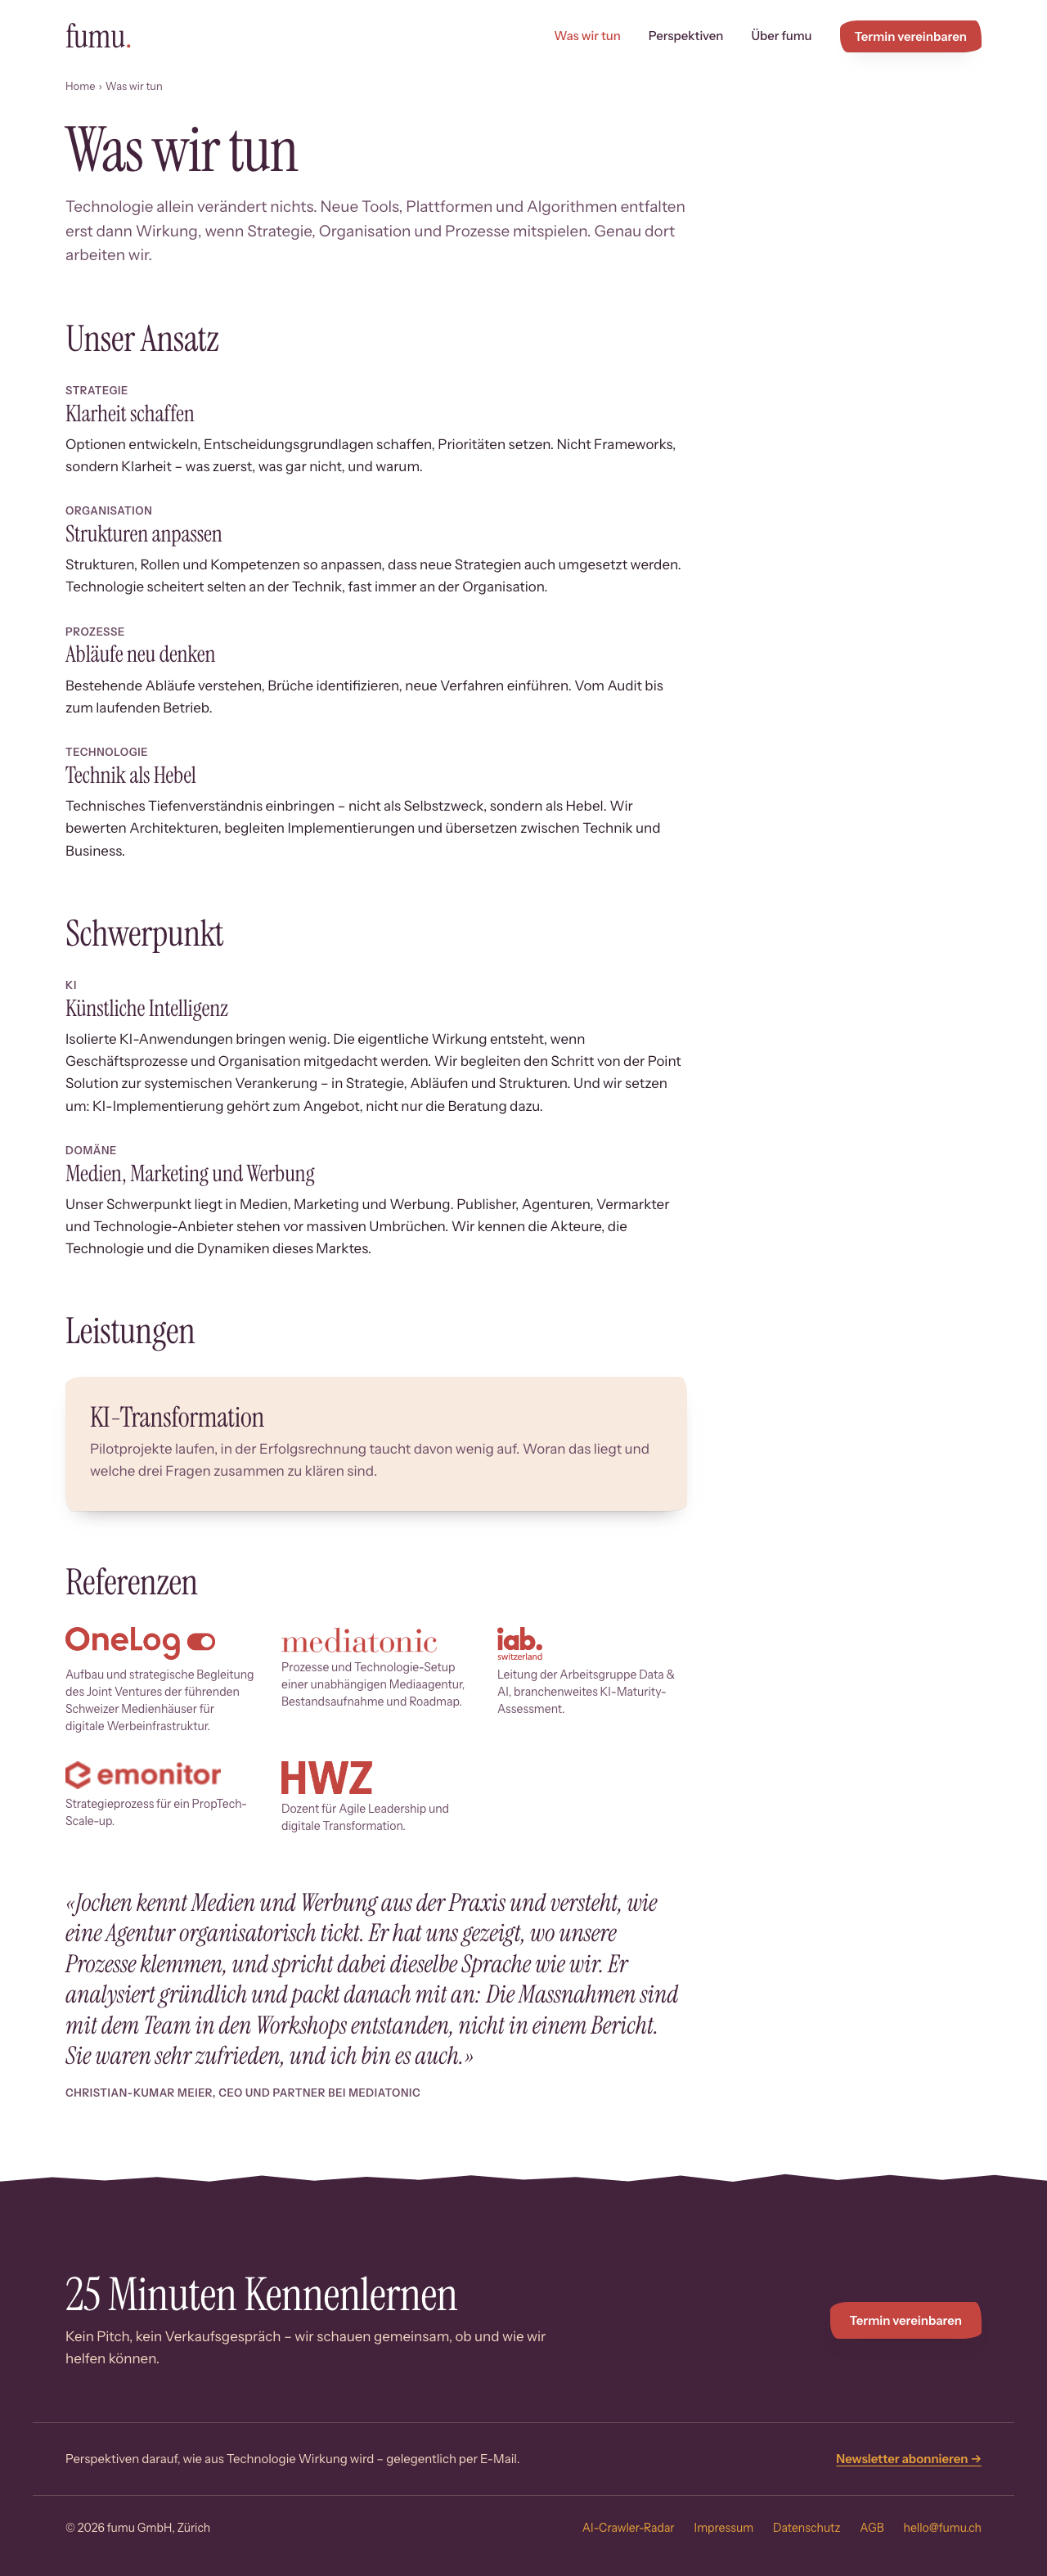 fumu.
Was wir tun
Perspektiven
Über fumu
Termin vereinbaren
Home › Was wir tun
Was wir tun
Technologie allein verändert nichts. Neue Tools, Plattformen und Algorithmen entfalten
erst dann Wirkung, wenn Strategie, Organisation und Prozesse mitspielen. Genau dort
arbeiten wir.
Unser Ansatz
STRATEGIE
Klarheit schaffen
Optionen entwickeln, Entscheidungsgrundlagen schaffen, Prioritäten setzen. Nicht Frameworks,
sondern Klarheit – was zuerst, was gar nicht, und warum.
ORGANISATION
Strukturen anpassen
Strukturen, Rollen und Kompetenzen so anpassen, dass neue Strategien auch umgesetzt werden.
Technologie scheitert selten an der Technik, fast immer an der Organisation.
PROZESSE
Abläufe neu denken
Bestehende Abläufe verstehen, Brüche identifizieren, neue Verfahren einführen. Vom Audit bis
zum laufenden Betrieb.
TECHNOLOGIE
Technik als Hebel
Technisches Tiefenverständnis einbringen – nicht als Selbstzweck, sondern als Hebel. Wir
bewerten Architekturen, begleiten Implementierungen und übersetzen zwischen Technik und
Business.
Schwerpunkt
KI
Künstliche Intelligenz
Isolierte KI-Anwendungen bringen wenig. Die eigentliche Wirkung entsteht, wenn
Geschäftsprozesse und Organisation mitgedacht werden. Wir begleiten den Schritt von der Point
Solution zur systemischen Verankerung – in Strategie, Abläufen und Strukturen. Und wir setzen
um: KI-Implementierung gehört zum Angebot, nicht nur die Beratung dazu.
DOMÄNE
Medien, Marketing und Werbung
Unser Schwerpunkt liegt in Medien, Marketing und Werbung. Publisher, Agenturen, Vermarkter
und Technologie-Anbieter stehen vor massiven Umbrüchen. Wir kennen die Akteure, die
Technologie und die Dynamiken dieses Marktes.
Leistungen
KI-Transformation
Pilotprojekte laufen, in der Erfolgsrechnung taucht davon wenig auf. Woran das liegt und
welche drei Fragen zusammen zu klären sind.
Referenzen
OneLog
Aufbau und strategische Begleitung
des Joint Ventures der führenden
Schweizer Medienhäuser für
digitale Werbeinfrastruktur.
mediatonic
Prozesse und Technologie-Setup
einer unabhängigen Mediaagentur,
Bestandsaufnahme und Roadmap.
iab.
switzerland
Leitung der Arbeitsgruppe Data &
AI, branchenweites KI-Maturity-
Assessment.
emonitor
Strategieprozess für ein PropTech-
Scale-up.
HWZ
Dozent für Agile Leadership und
digitale Transformation.
«Jochen kennt Medien und Werbung aus der Praxis und versteht, wie
eine Agentur organisatorisch tickt. Er hat uns gezeigt, wo unsere
Prozesse klemmen, und spricht dabei dieselbe Sprache wie wir. Er
analysiert gründlich und packt danach mit an: Die Massnahmen sind
mit dem Team in den Workshops entstanden, nicht in einem Bericht.
Sie waren sehr zufrieden, und ich bin es auch.»
CHRISTIAN-KUMAR MEIER, CEO UND PARTNER BEI MEDIATONIC
25 Minuten Kennenlernen
Kein Pitch, kein Verkaufsgespräch – wir schauen gemeinsam, ob und wie wir
helfen können.
Termin vereinbaren
Perspektiven darauf, wie aus Technologie Wirkung wird – gelegentlich per E-Mail.
Newsletter abonnieren →
© 2026 fumu GmbH, Zürich
AI-Crawler-Radar
Impressum
Datenschutz
AGB
hello@fumu.ch